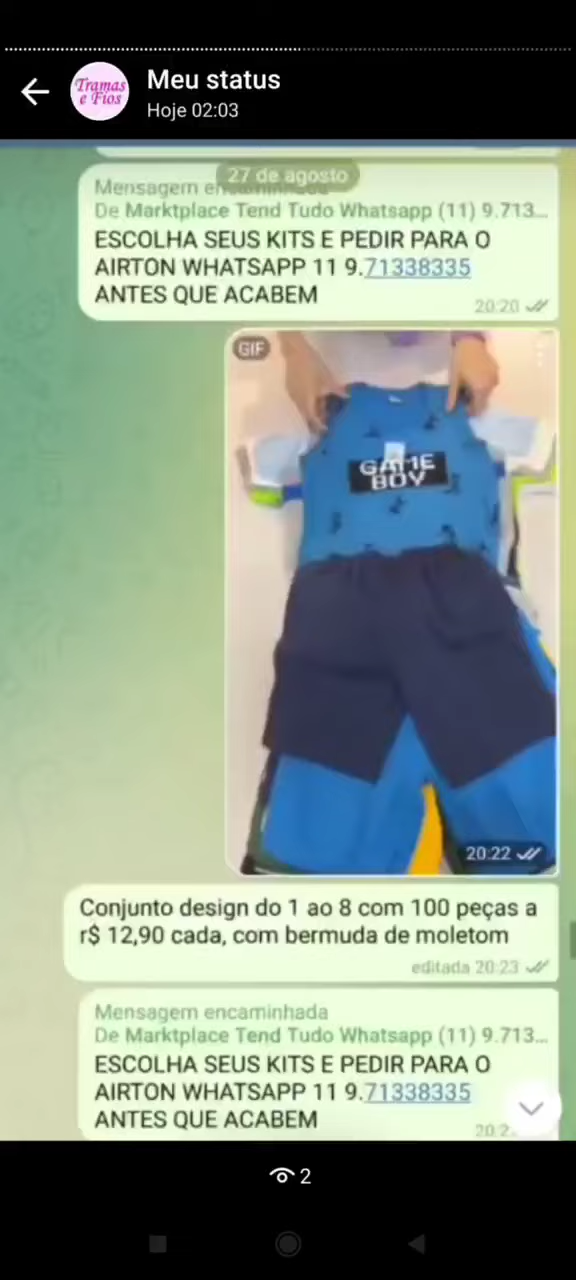 Tramas
e Fios
Meu status
Hoje 02:03
27 de agosto
Mensagem encaminhada
De Marktplace Tend Tudo Whatsapp (11) 9.713...
ESCOLHA SEUS KITS E PEDIR PARA O
AIRTON WHATSAPP 11 9.71338335
ANTES QUE ACABEM
20:20
GIF
GAME
BOY
20:22
Conjunto design do 1 ao 8 com 100 peças a
r$ 12,90 cada, com bermuda de moletom
editada 20:23
Mensagem encaminhada
De Marktplace Tend Tudo Whatsapp (11) 9.713...
ESCOLHA SEUS KITS E PEDIR PARA O
AIRTON WHATSAPP 11 9.71338335
ANTES QUE ACABEM
2